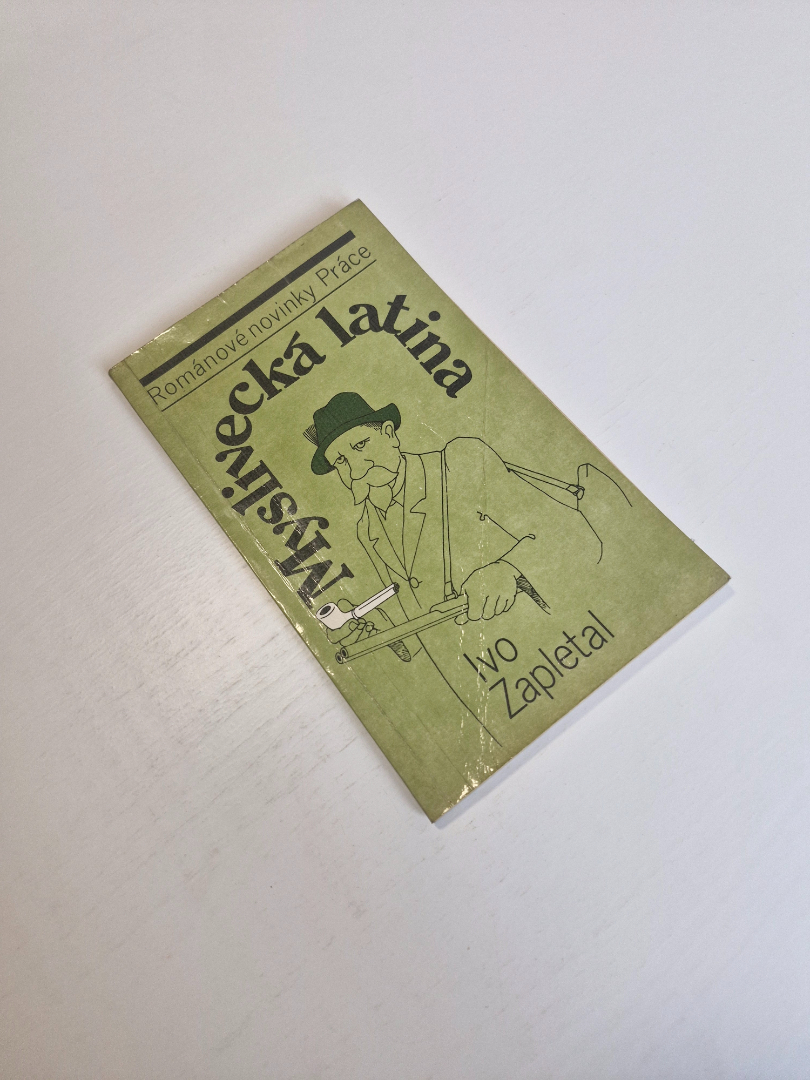 Románové novinky Práce
Myslivecká latina
Ivo
Zapletal